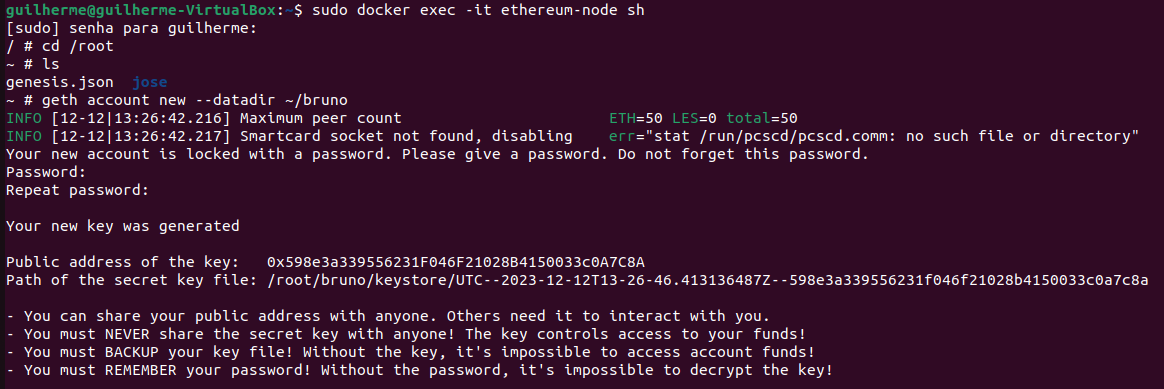 guilherme@guilherme-VirtualBox:~$ sudo docker exec -it ethereum-node sh
[sudo] senha para guilherme:
/ # cd /root
~ # ls
genesis.json  jose
~ # geth account new --datadir ~/bruno
INFO [12-12|13:26:42.216] Maximum peer count                       ETH=50 LES=0 total=50
INFO [12-12|13:26:42.217] Smartcard socket not found, disabling    err="stat /run/pcscd/pcscd.comm: no such file or directory"
Your new account is locked with a password. Please give a password. Do not forget this password.
Password:
Repeat password:
Your new key was generated
Public address of the key:   0x598e3a339556231F046F21028B4150033c0A7C8A
Path of the secret key file: /root/bruno/keystore/UTC--2023-12-12T13-26-46.413136487Z--598e3a339556231f046f21028b4150033c0a7c8a
- You can share your public address with anyone. Others need it to interact with you.
- You must NEVER share the secret key with anyone! The key controls access to your funds!
- You must BACKUP your key file! Without the key, it's impossible to access account funds!
- You must REMEMBER your password! Without the password, it's impossible to decrypt the key!